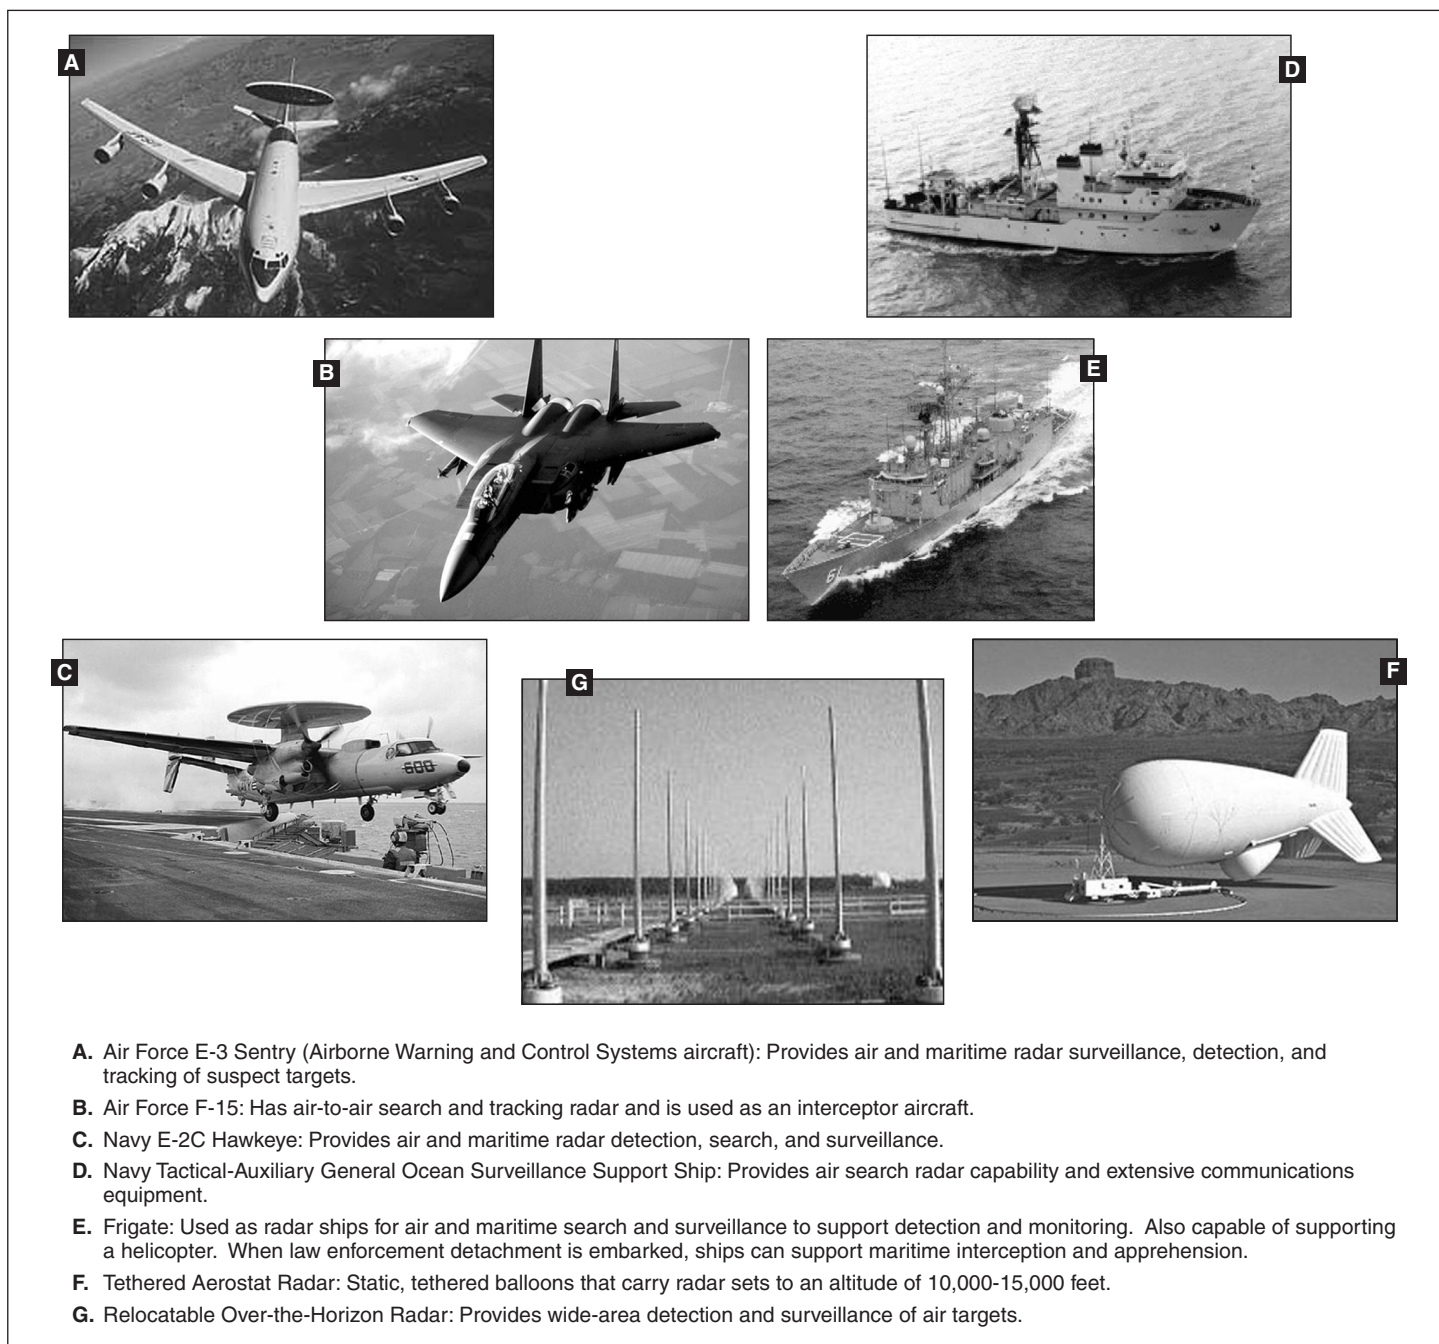 A
D
B
E
61
C
600
G
F
A. Air Force E-3 Sentry (Airborne Warning and Control Systems aircraft): Provides air and maritime radar surveillance, detection, and
tracking of suspect targets.
B. Air Force F-15: Has air-to-air search and tracking radar and is used as an interceptor aircraft.
C. Navy E-2C Hawkeye: Provides air and maritime radar detection, search, and surveillance.
D. Navy Tactical-Auxiliary General Ocean Surveillance Support Ship: Provides air search radar capability and extensive communications
equipment.
E. Frigate: Used as radar ships for air and maritime search and surveillance to support detection and monitoring. Also capable of supporting
a helicopter. When law enforcement detachment is embarked, ships can support maritime interception and apprehension.
F. Tethered Aerostat Radar: Static, tethered balloons that carry radar sets to an altitude of 10,000-15,000 feet.
G. Relocatable Over-the-Horizon Radar: Provides wide-area detection and surveillance of air targets.